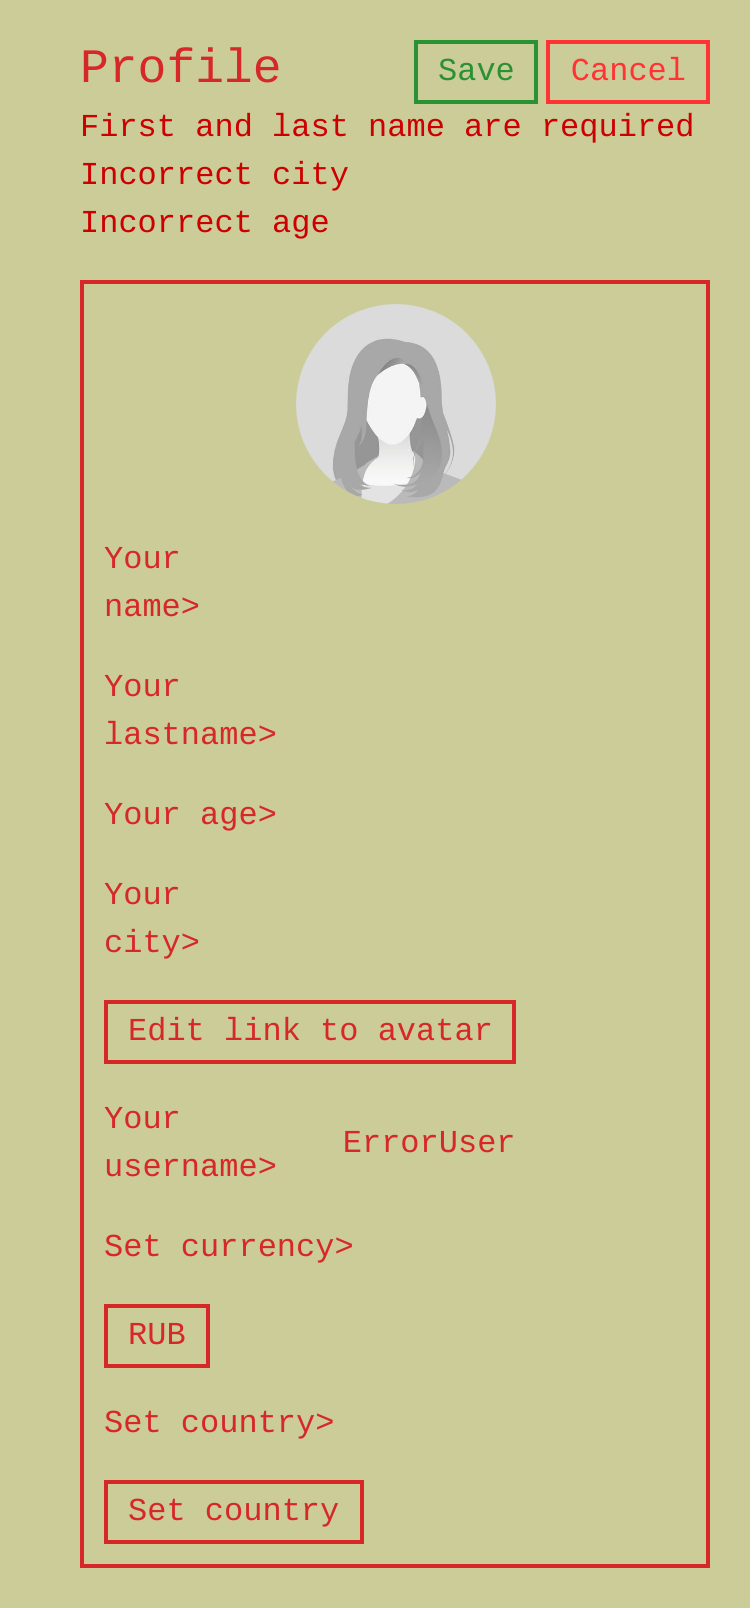 Profile
Save
Cancel
First and last name are required
Incorrect city
Incorrect age
Your
name>
Your
lastname>
Your age>
Your
city>
Edit link to avatar
Your
username>
ErrorUser
Set currency>
RUB
Set country>
Set country